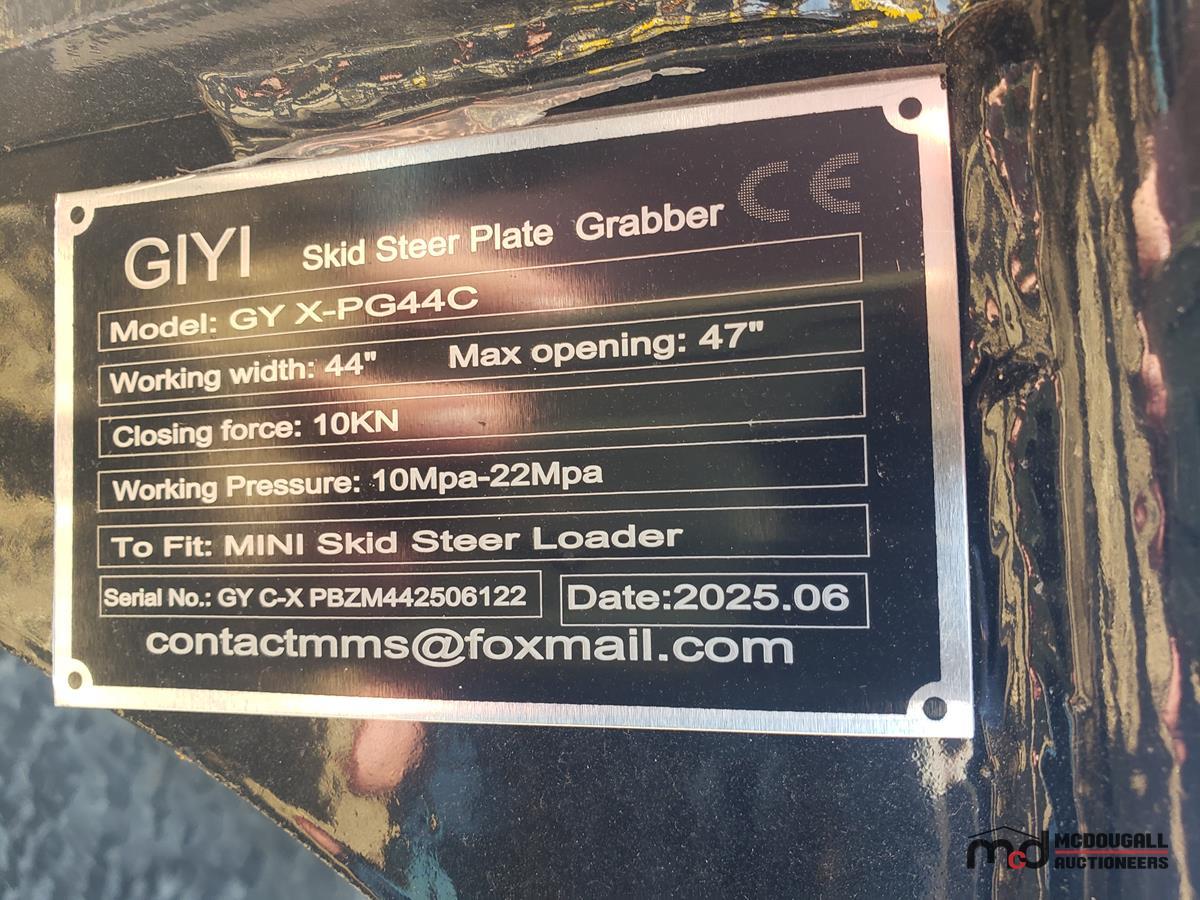 GIYI Skid Steer Plate Grabber CE
Model: GY X-PG44C
Working width: 44" Max opening: 47"
Closing force: 10KN
Working Pressure: 10Mpa-22Mpa
To Fit: MINI Skid Steer Loader
Serial No.: GY C-X PBZM442506122 Date:2025.06
contactmms@foxmail.com
mcd MCDOUGALL
AUCTIONEERS